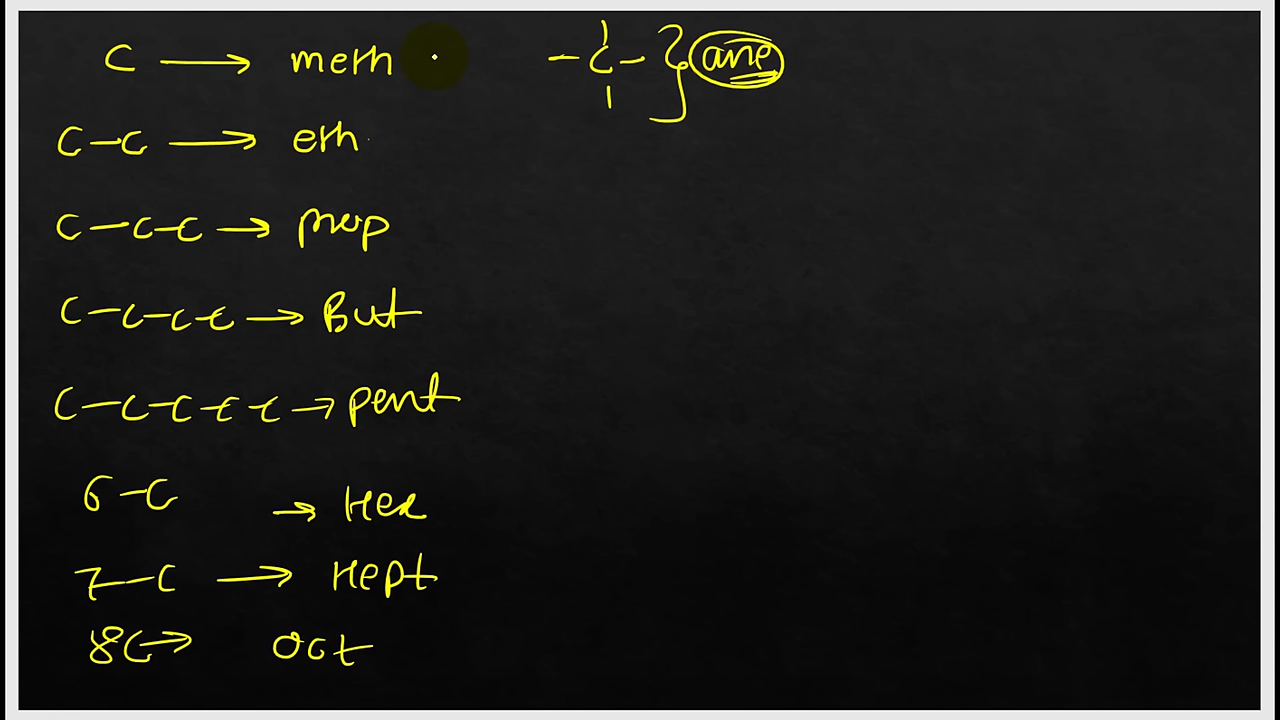 C → meth
-C- } ane
C-C → eth
C-C-C → prop
C-C-C-C → But
C-C-C-C-C → pent
6-C → Hex
7-C → Hept
8C → Oct